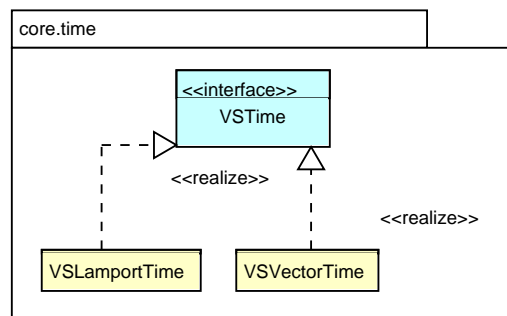 core.time
<<interface>>
VSTime
<<realize>>
<<realize>>
VSLamportTime
VSVectorTime